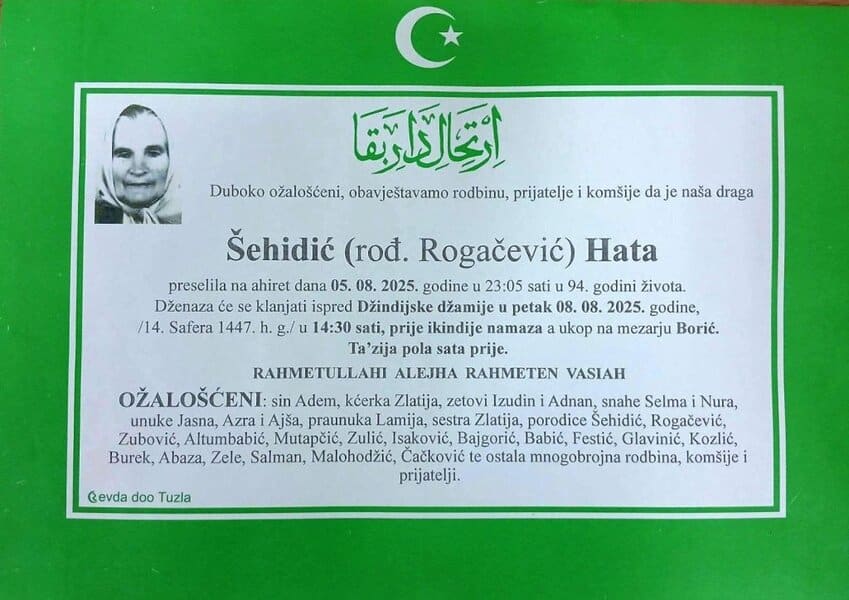 اِرْتِحَالِ دَارِ بَقَا
Duboko ožalošćeni, obavještavamo rodbinu, prijatelje i komšije da je naša draga
Šehidić (rođ. Rogačević) Hata
preselila na ahiret dana 05. 08. 2025. godine u 23:05 sati u 94. godini života.
Dženaza će se klanjati ispred Džindijske džamije u petak 08. 08. 2025. godine,
/14. Safera 1447. h. g./ u 14:30 sati, prije ikindije namaza a ukop na mezarju Borić.
Ta’zija pola sata prije.
RAHMETULLAHI ALEJHA RAHMETEN VASIAH
OŽALOŠĆENI: sin Adem, kćerka Zlatija, zetovi Izudin i Adnan, snahe Selma i Nura,
unuke Jasna, Azra i Ajša, praunuka Lamija, sestra Zlatija, porodice Šehidić, Rogačević,
Zubović, Altumbabić, Mutapčić, Zulić, Isaković, Bajgorić, Babić, Festić, Glavinić, Kozlić,
Burek, Abaza, Zele, Salman, Malohodžić, Čačković te ostala mnogobrojna rodbina, komšije i
prijatelji.
evda doo Tuzla